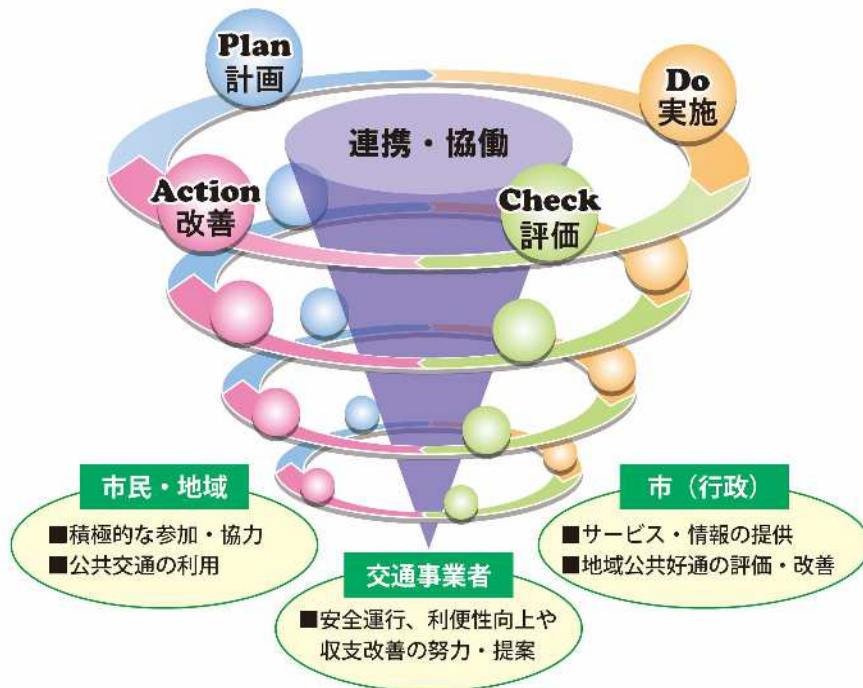 Plan
計画
Do
実施
連携・協働
Action
改善
Check
評価
市民・地域
■積極的な参加・協力
■公共交通の利用
市（行政）
■サービス・情報の提供
■地域公共好通の評価・改善
交通事業者
■安全運行、利便性向上や
収支改善の努力・提案